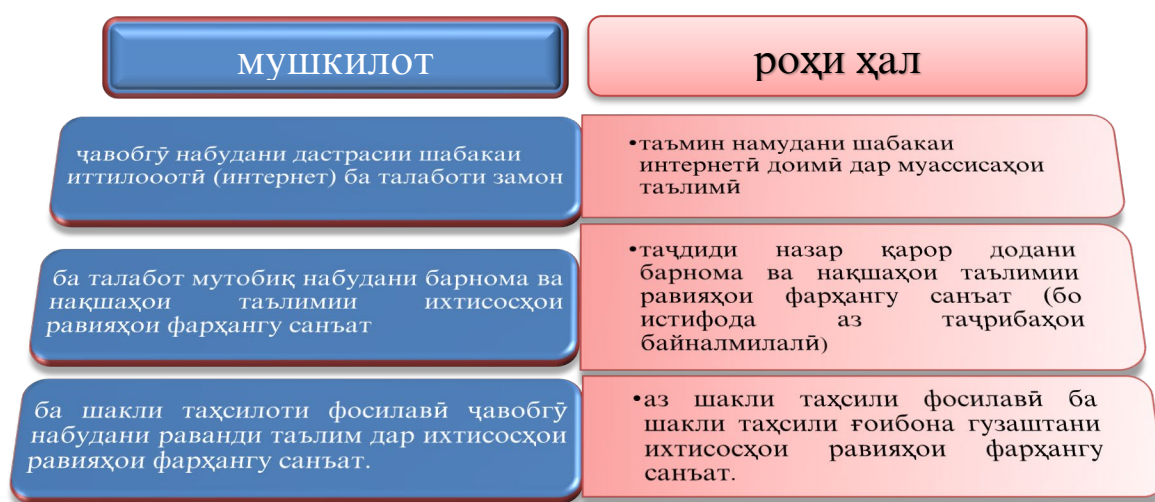 мушкилот
роҳи ҳал
ҷавобгӯ набудани дастрасии шабакаи
иттилооотӣ (интернет) ба талаботи замон
•таъмин намудани шабакаи
интернетӣ доимӣ дар муассисаҳои
таълимӣ
ба талабот мутобиқ набудани барнома ва
нақшаҳои таълимии ихтисосҳои
равияҳои фарҳангу санъат
•таҷдиди назар қарор додани
барнома ва нақшаҳои таълимии
равияҳои фарҳангу санъат (бо
истифода аз таҷрибаҳои
байналмилалӣ)
ба шакли таҳсилоти фосилавӣ ҷавобгӯ
набудани раванди таълим дар ихтисосҳои
равияҳои фарҳангу санъат.
•аз шакли таҳсили фосилавӣ ба
шакли таҳсили ғоибона гузаштани
ихтисосҳои равияҳои фарҳангу
санъат.